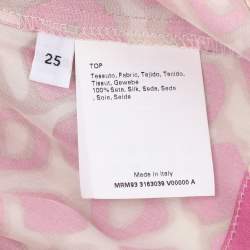 25
TOP
Tessuto, Fabric, Tejido, Tecido,
Tissut, Gewebe
100% Seta, Silk, Seda, Seda
, Soie, Seide
Made in Italy
MRM93 3163039 V00000 A